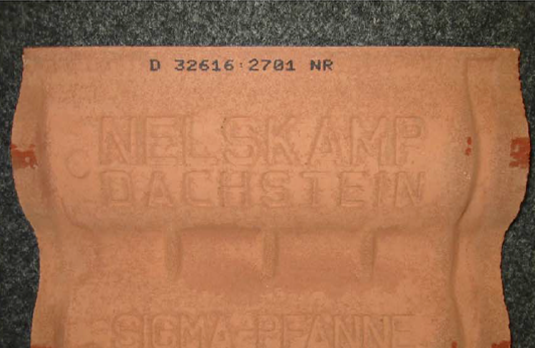 D 32616:2701 NR
NELSKAMP
DACHSTEIN
SIGMA-PFANNE